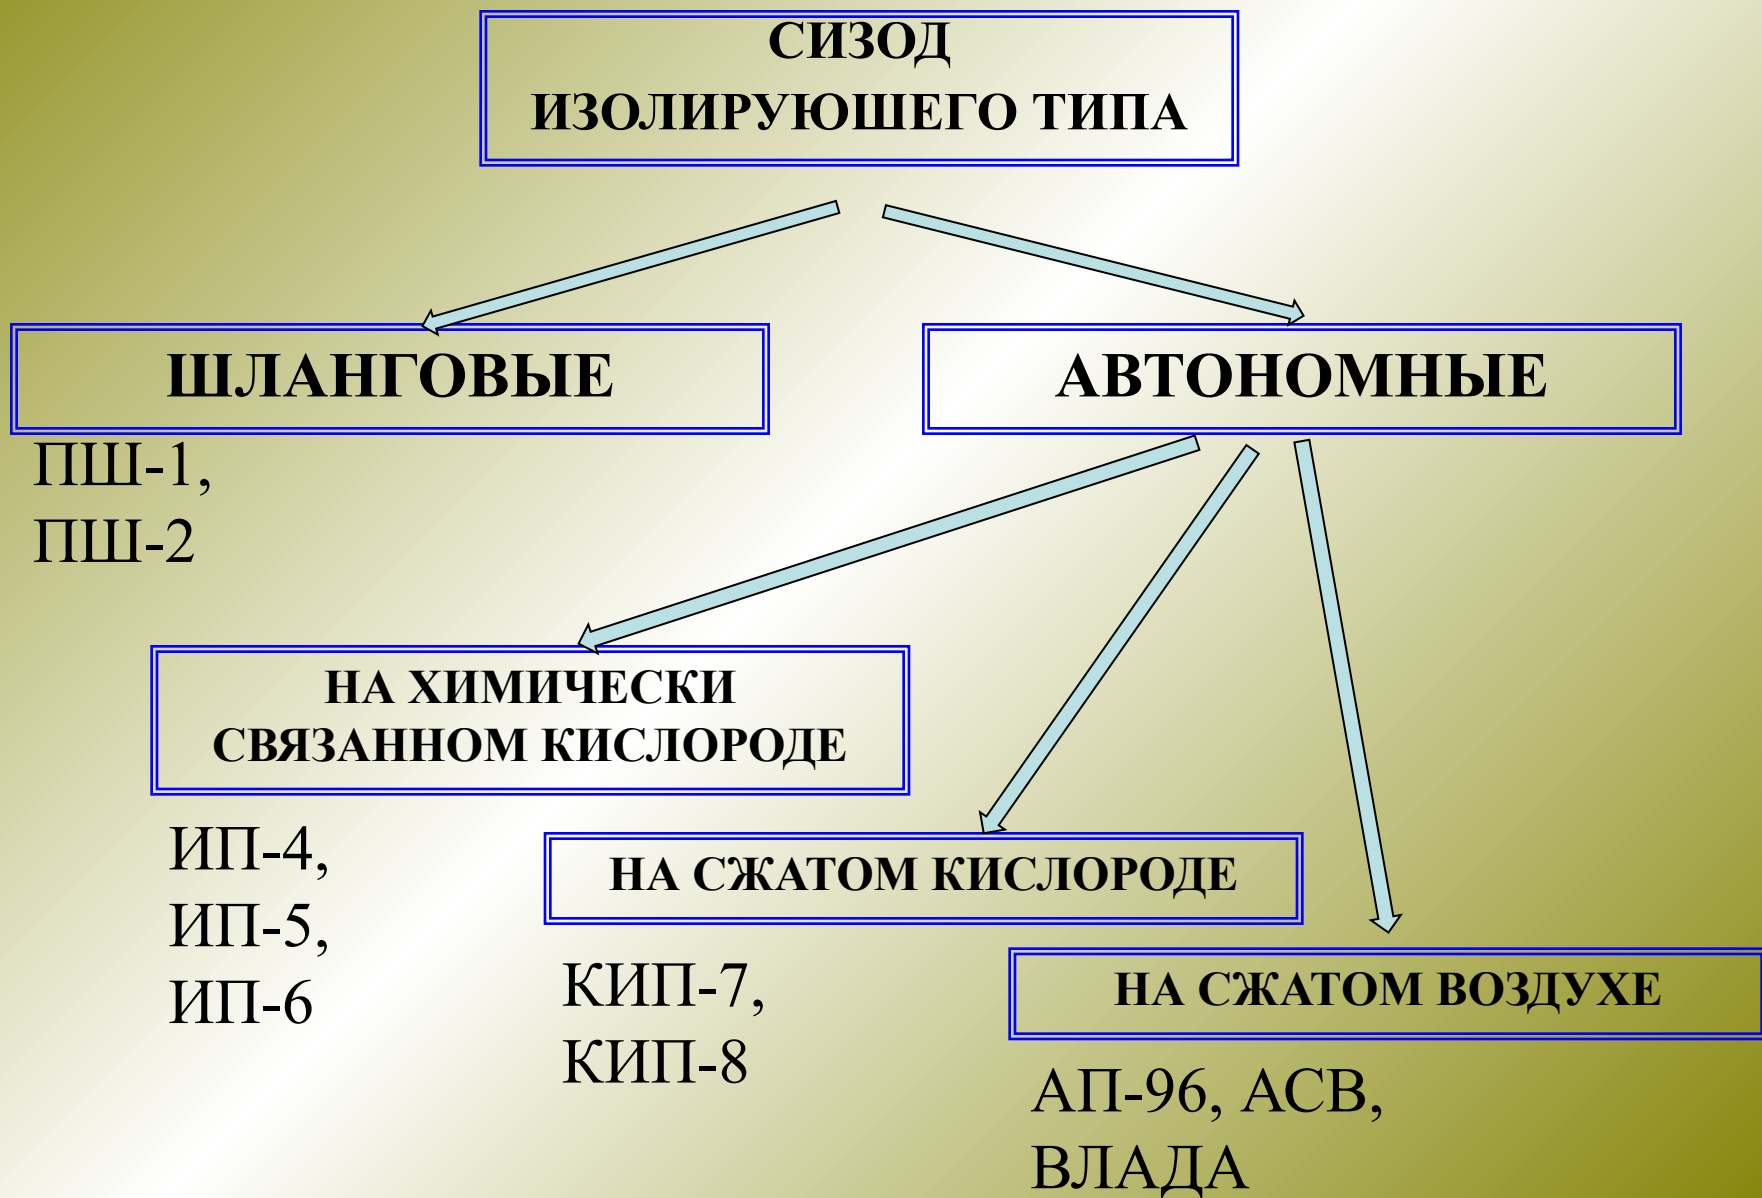 СИЗОД
ИЗОЛИРУЮШЕГО ТИПА
ШЛАНГОВЫЕ
ПШ-1,
ПШ-2
АВТОНОМНЫЕ
НА ХИМИЧЕСКИ
СВЯЗАННОМ КИСЛОРОДЕ
ИП-4,
ИП-5,
ИП-6
НА СЖАТОМ КИСЛОРОДЕ
КИП-7,
КИП-8
НА СЖАТОМ ВОЗДУХЕ
АП-96, АСВ,
ВЛАДА